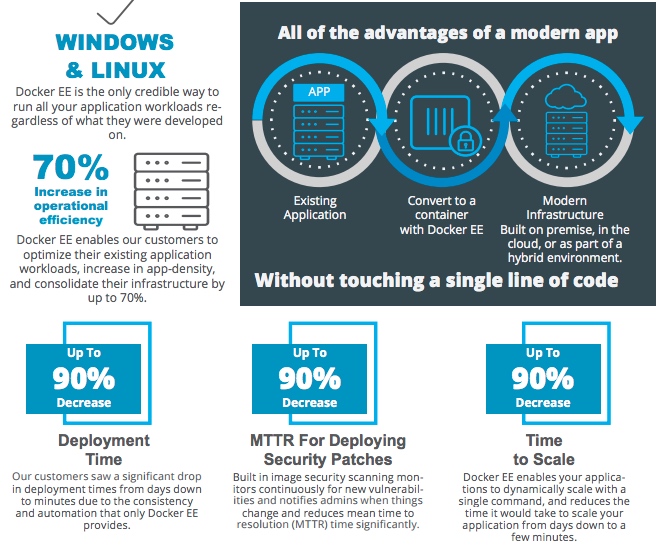 WINDOWS
& LINUX
Docker EE is the only credible way to
run all your application workloads re-
gardless of what they were developed
on.
70%
Increase in
operational
efficiency
Docker EE enables our customers to
optimize their existing application
workloads, increase in app-density,
and consolidate their infrastructure by
up to 70%.
All of the advantages of a modern app
APP
Existing
Application
Convert to a
container
with Docker EE
Modern
Infrastructure
Built on premise, in the
cloud, or as part of a
hybrid environment.
Without touching a single line of code
Up To
90%
Decrease
Deployment
Time
Our customers saw a significant drop
in deployment times from days down
to minutes due to the consistency
and automation that only Docker EE
provides.
Up To
90%
Decrease
MTTR For Deploying
Security Patches
Built in image security scanning mon-
itors continuously for new vulnerabil-
ities and notifies admins when things
change and reduces mean time to
resolution (MTTR) time significantly.
Up To
90%
Decrease
Time
to Scale
Docker EE enables your applica-
tions to dynamically scale with a
single command, and reduces the
time it would take to scale your
application from days down to a
few minutes.